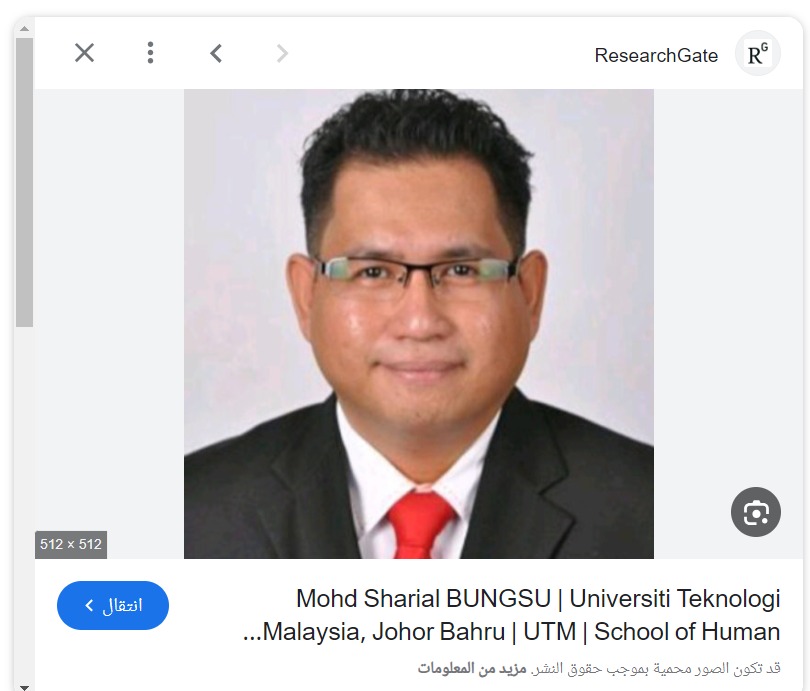 ResearchGate
RG
512 × 512
انتقال
Mohd Sharial BUNGSU | Universiti Teknologi
Malaysia, Johor Bahru | UTM | School of Human...
قد تكون الصور محمية بموجب حقوق النشر. مزيد من المعلومات